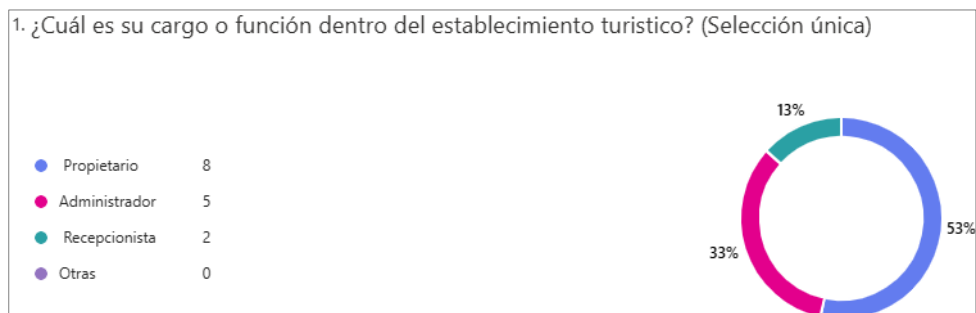 1. ¿Cuál es su cargo o función dentro del establecimiento turistico? (Selección única)
13%
Propietario 8
Administrador 5
Recepcionista 2
53%
33%
Otras 0